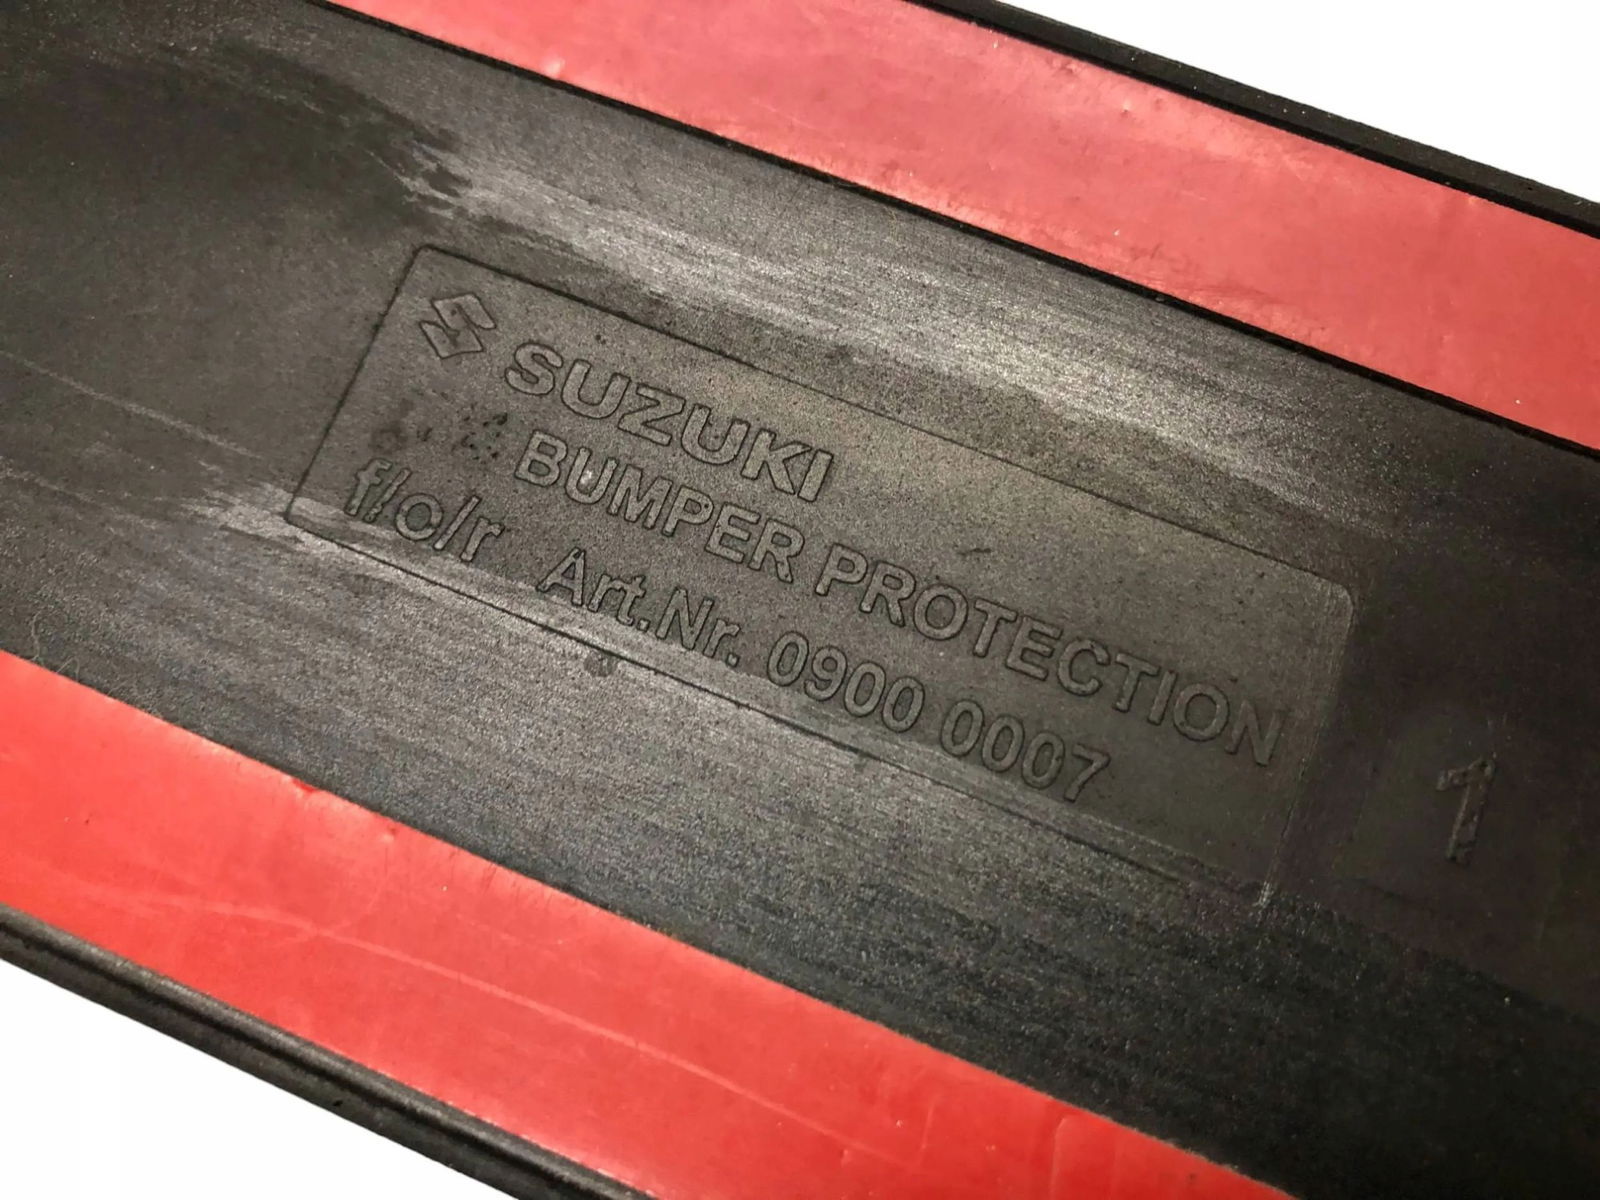 SUZUKI
BUMPER PROTECTION
f/o/r Art.Nr. 0900 0007
1